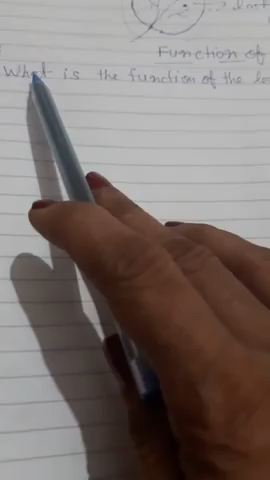 Function of
What is the function of the